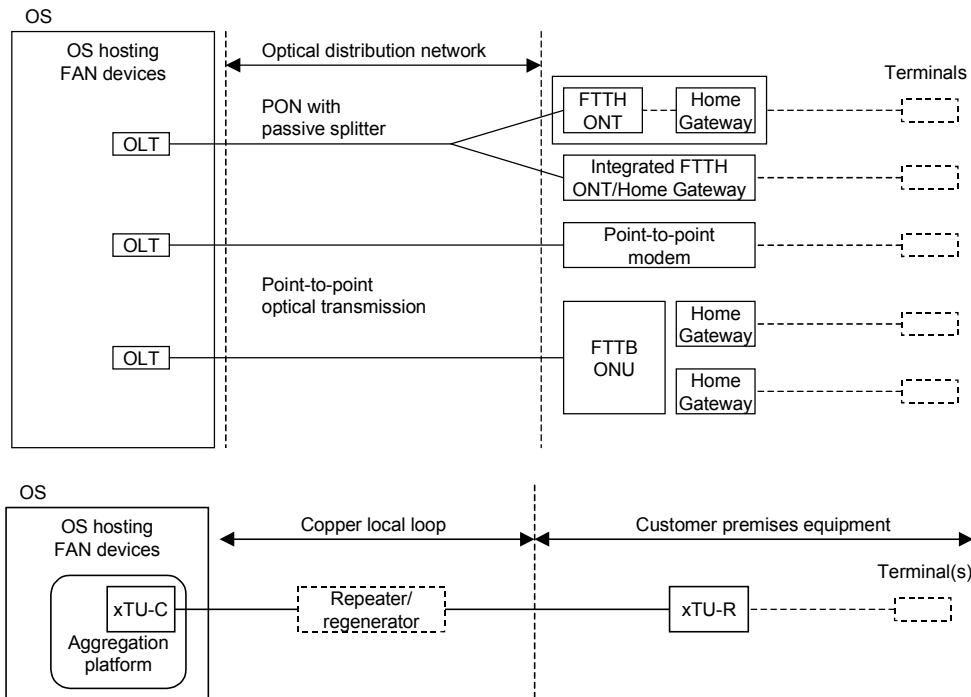 OS
OS hosting
FAN devices
Optical distribution network
Terminals
PON with
passive splitter
FTTH
ONT
Home
Gateway
OLT
Integrated FTTH
ONT/Home Gateway
OLT
Point-to-point
modem
Point-to-point
optical transmission
Home
Gateway
OLT
FTTB
ONU
Home
Gateway
OS
OS hosting
FAN devices
Copper local loop
Customer premises equipment
Terminal(s)
xTU-C
Repeater/
regenerator
xTU-R
Aggregation
platform